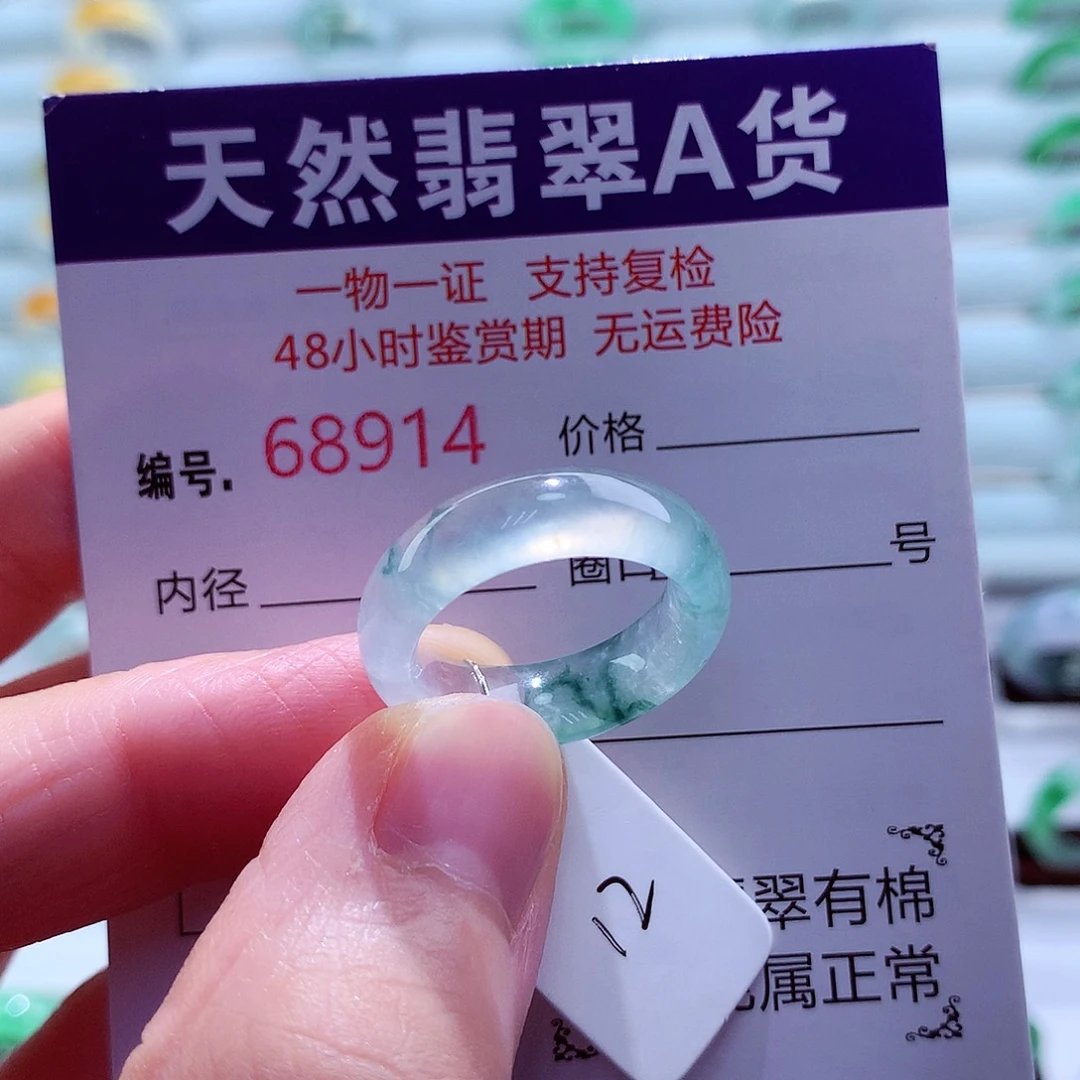 天然翡翠A货
一物一证 支持复检
48小时鉴赏期 无运费险
编号. 68914 价格
内径 圈口 号
12
翠有棉
属正常